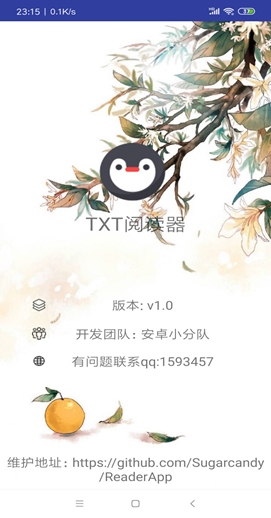 23:15 | 0.1K/s
TXT阅读器
版本: v1.0
开发团队: 安卓小分队
有问题联系qq:1593457
维护地址: https://github.com/Sugarcandy
/ReaderApp